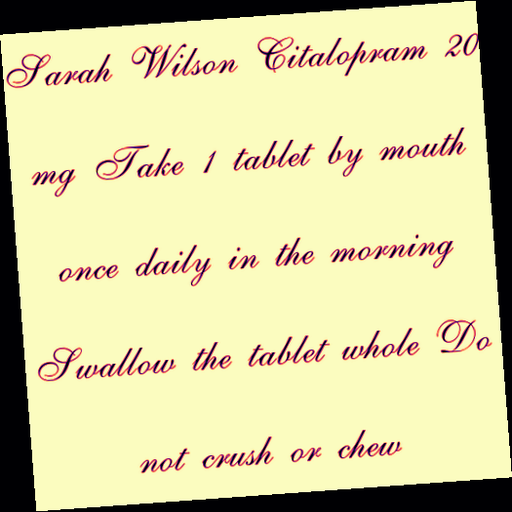 Sarah Wilson Citalopram 20
mg Take 1 tablet by mouth
once daily in the morning
Swallow the tablet whole Do
not crush or chew